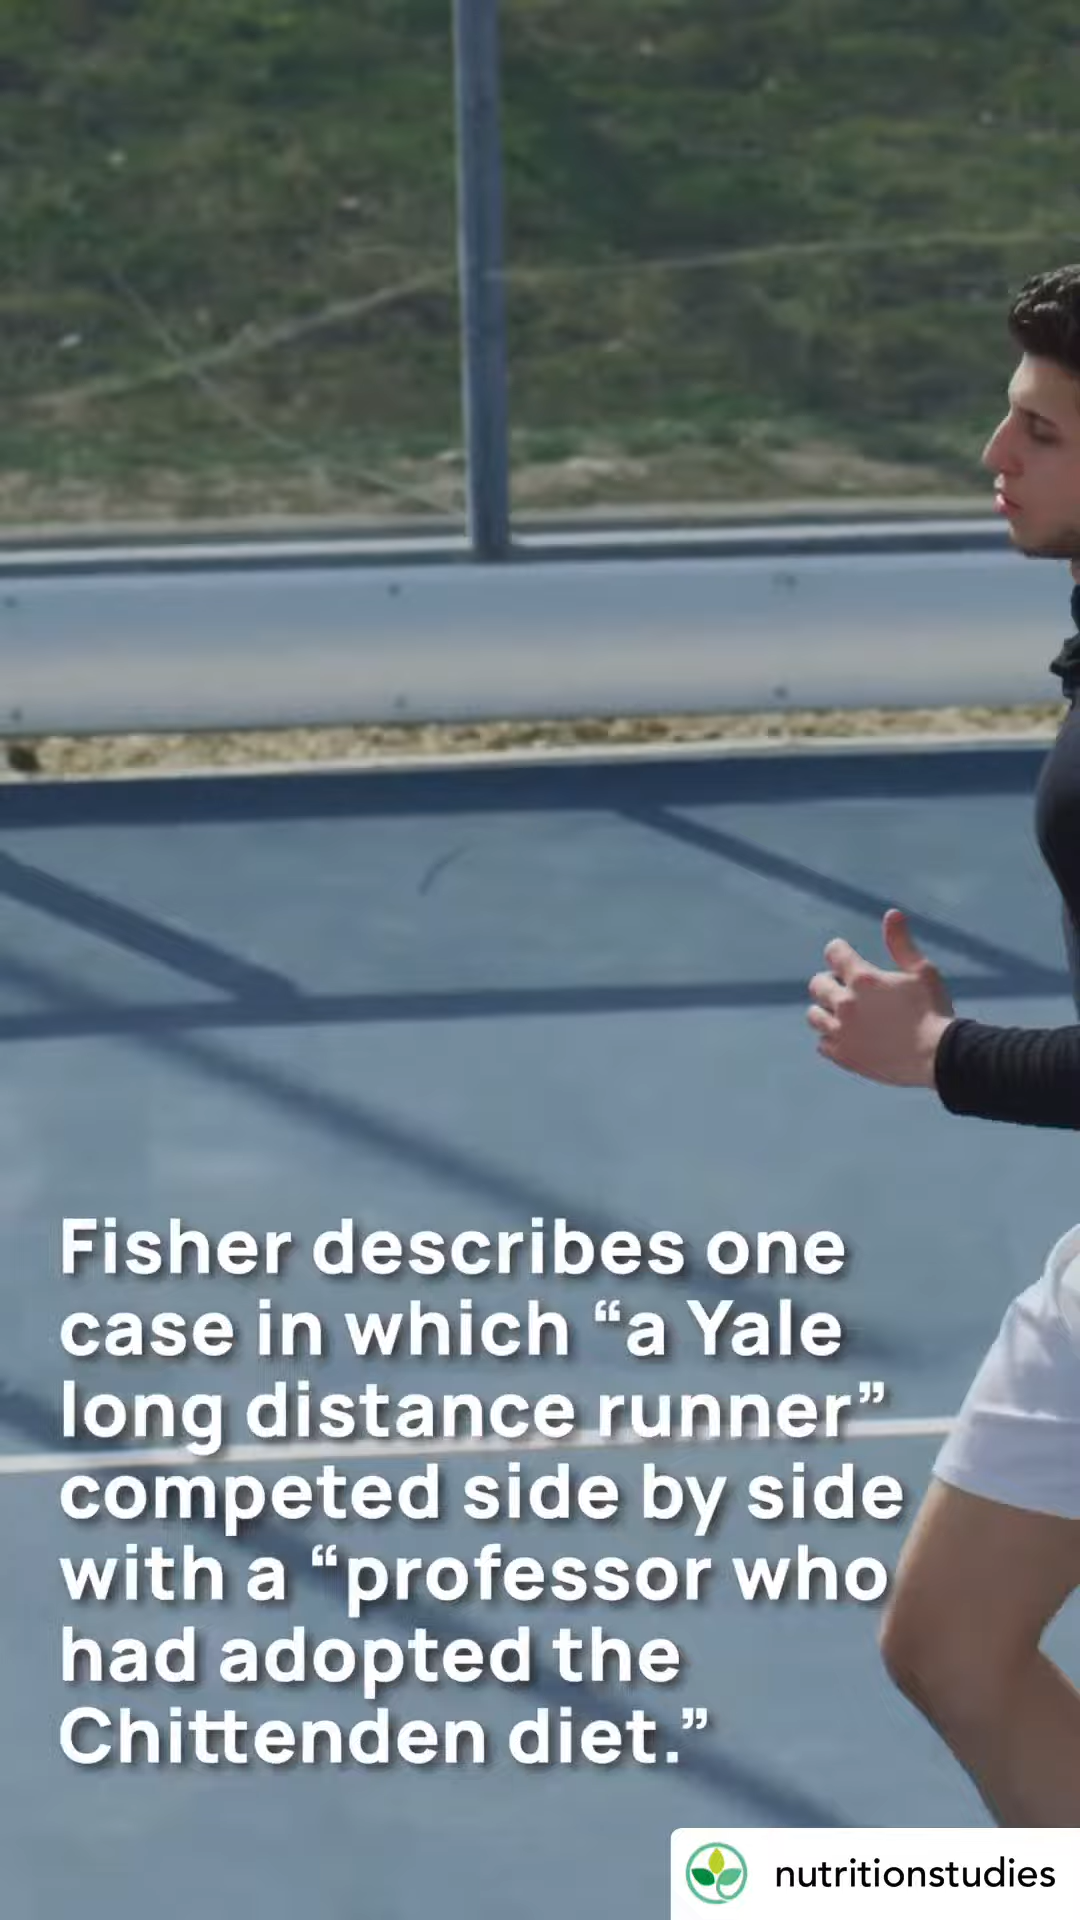 Fisher describes one
case in which “a Yale
long distance runner”
competed side by side
with a “professor who
had adopted the
Chittenden diet.”
nutritionstudies